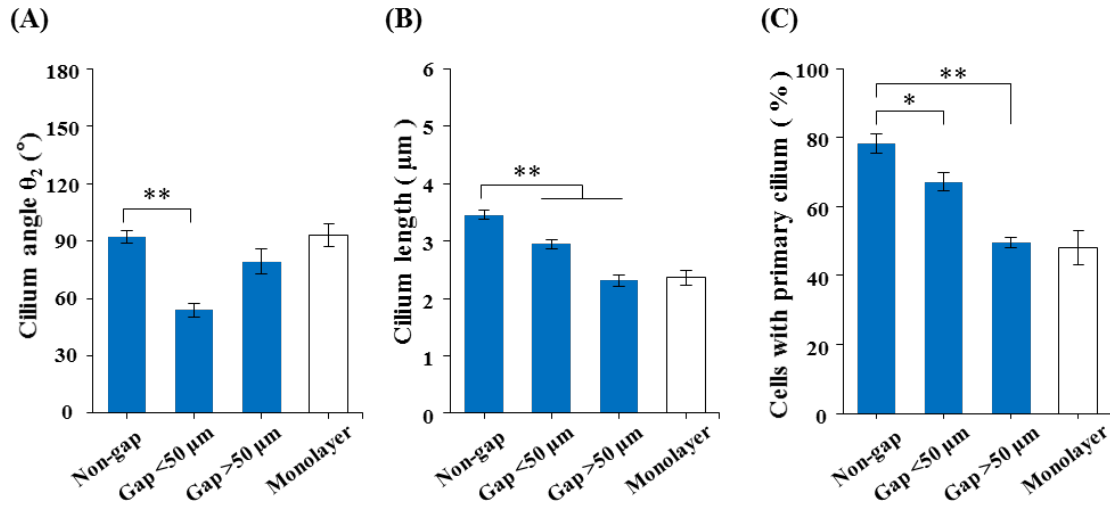 (A)
Cilium angle θ₂ (°)
180
150
120
90
60
30
0
**
Non-gap
Gap <50 μm
Gap >50 μm
Monolayer
(B)
Cilium length ( μm )
6
5
4
3
2
1
0
**
Non-gap
Gap <50 μm
Gap >50 μm
Monolayer
(C)
Cells with primary cilium ( %)
100
80
60
40
20
0
**
*
Non-gap
Gap <50 μm
Gap >50 μm
Monolayer